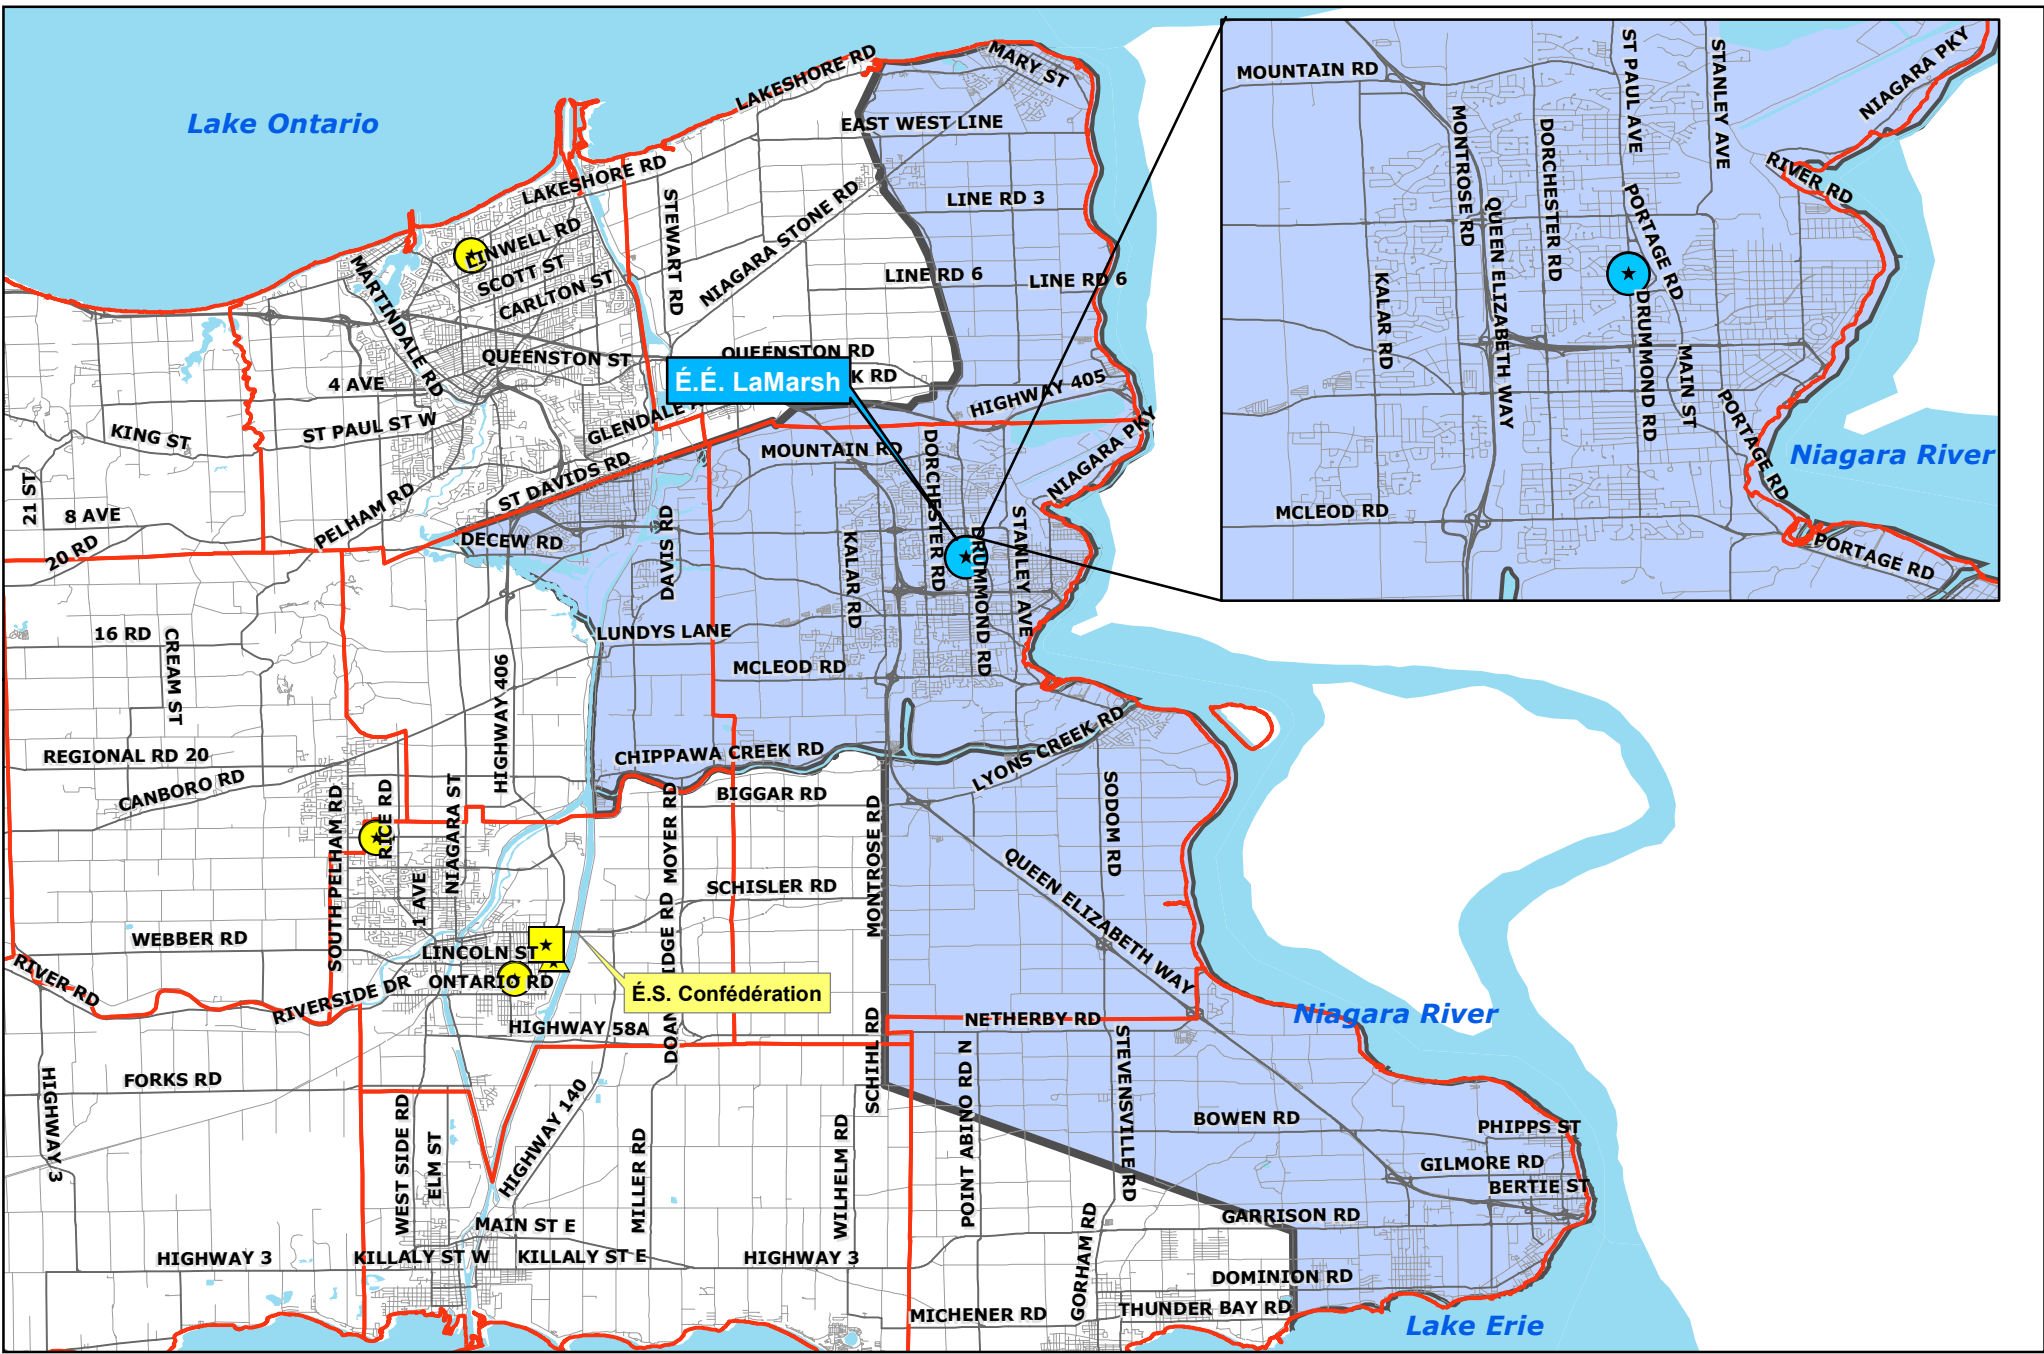 Lake Ontario
LAKESHORE RD
MARY ST
EAST WEST LINE
LAKESHORE RD
STEWART RD
NIAGARA STONE RD
LINE RD 3
LINWELL RD
SCOTT ST
CARLTON ST
MARTINDALE RD
LINE RD 6
LINE RD 6
QUEENSTON ST
QUEENSTON RD
É.É. LaMarsh
K RD
HIGHWAY 405
4 AVE
ST PAUL ST W
KING ST
GLENDALE
MOUNTAIN RD
DORCHESTER RD
NIAGARA PKY
ST DAVIDS RD
PELHAM RD
21 ST
8 AVE
20 RD
DECEW RD
DAVIS RD
KALAR RD
DRUMMOND RD
STANLEY AVE
16 RD
CREAM ST
LUNDYS LANE
MCLEOD RD
HIGHWAY 406
REGIONAL RD 20
CANBORO RD
CHIPPAWA CREEK RD
LYONS CREEK RD
BIGGAR RD
SODOM RD
SOUTH PELHAM RD
RICE RD
NIAGARA ST
1 AVE
MOYER RD
MONTROSE RD
SCHISLER RD
QUEEN ELIZABETH WAY
WEBBER RD
LINCOLN ST
ONTARIO RD
É.S. Confédération
RIVER RD
RIVERSIDE DR
HIGHWAY 58A
DOAN
IDGE RD
SCHIHL RD
NETHERBY RD
Niagara River
STEVENSVILLE RD
POINT ABINO RD N
FORKS RD
HIGHWAY 3
HIGHWAY 140
WEST SIDE RD
ELM ST
MILLER RD
WILHELM RD
BOWEN RD
PHIPPS ST
GILMORE RD
BERTIE ST
GARRISON RD
GORHAM RD
MAIN ST E
HIGHWAY 3
KILLALY ST W
KILLALY ST E
HIGHWAY 3
DOMINION RD
THUNDER BAY RD
MICHENER RD
Lake Erie
MOUNTAIN RD
ST PAUL AVE
STANLEY AVE
NIAGARA PKY
MONTROSE RD
DORCHESTER RD
RIVER RD
PORTAGE RD
QUEEN ELIZABETH WAY
KALAR RD
DRUMMOND RD
MAIN ST
PORTAGE RD
Niagara River
MCLEOD RD
PORTAGE RD